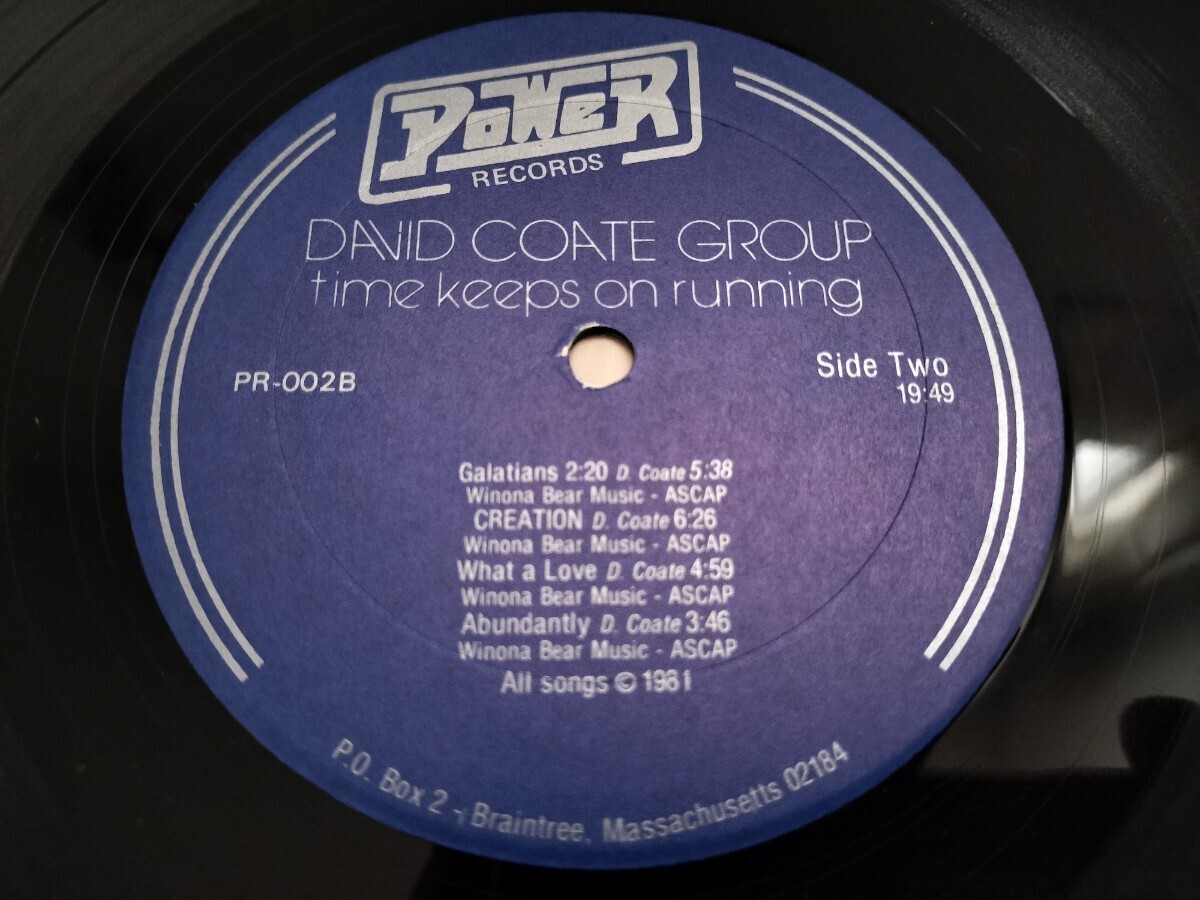 POWER
RECORDS
DAVID COATE GROUP
time keeps on running
PR-002B
Side Two
19:49
Galatians 2:20 D. Coate 5:38
Winona Bear Music - ASCAP
CREATION D. Coate 6:26
Winona Bear Music - ASCAP
What a Love D. Coate 4:59
Winona Bear Music - ASCAP
Abundantly D. Coate 3:46
Winona Bear Music - ASCAP
All songs © 1981
P.O. Box 2 - Braintree, Massachusetts 02184